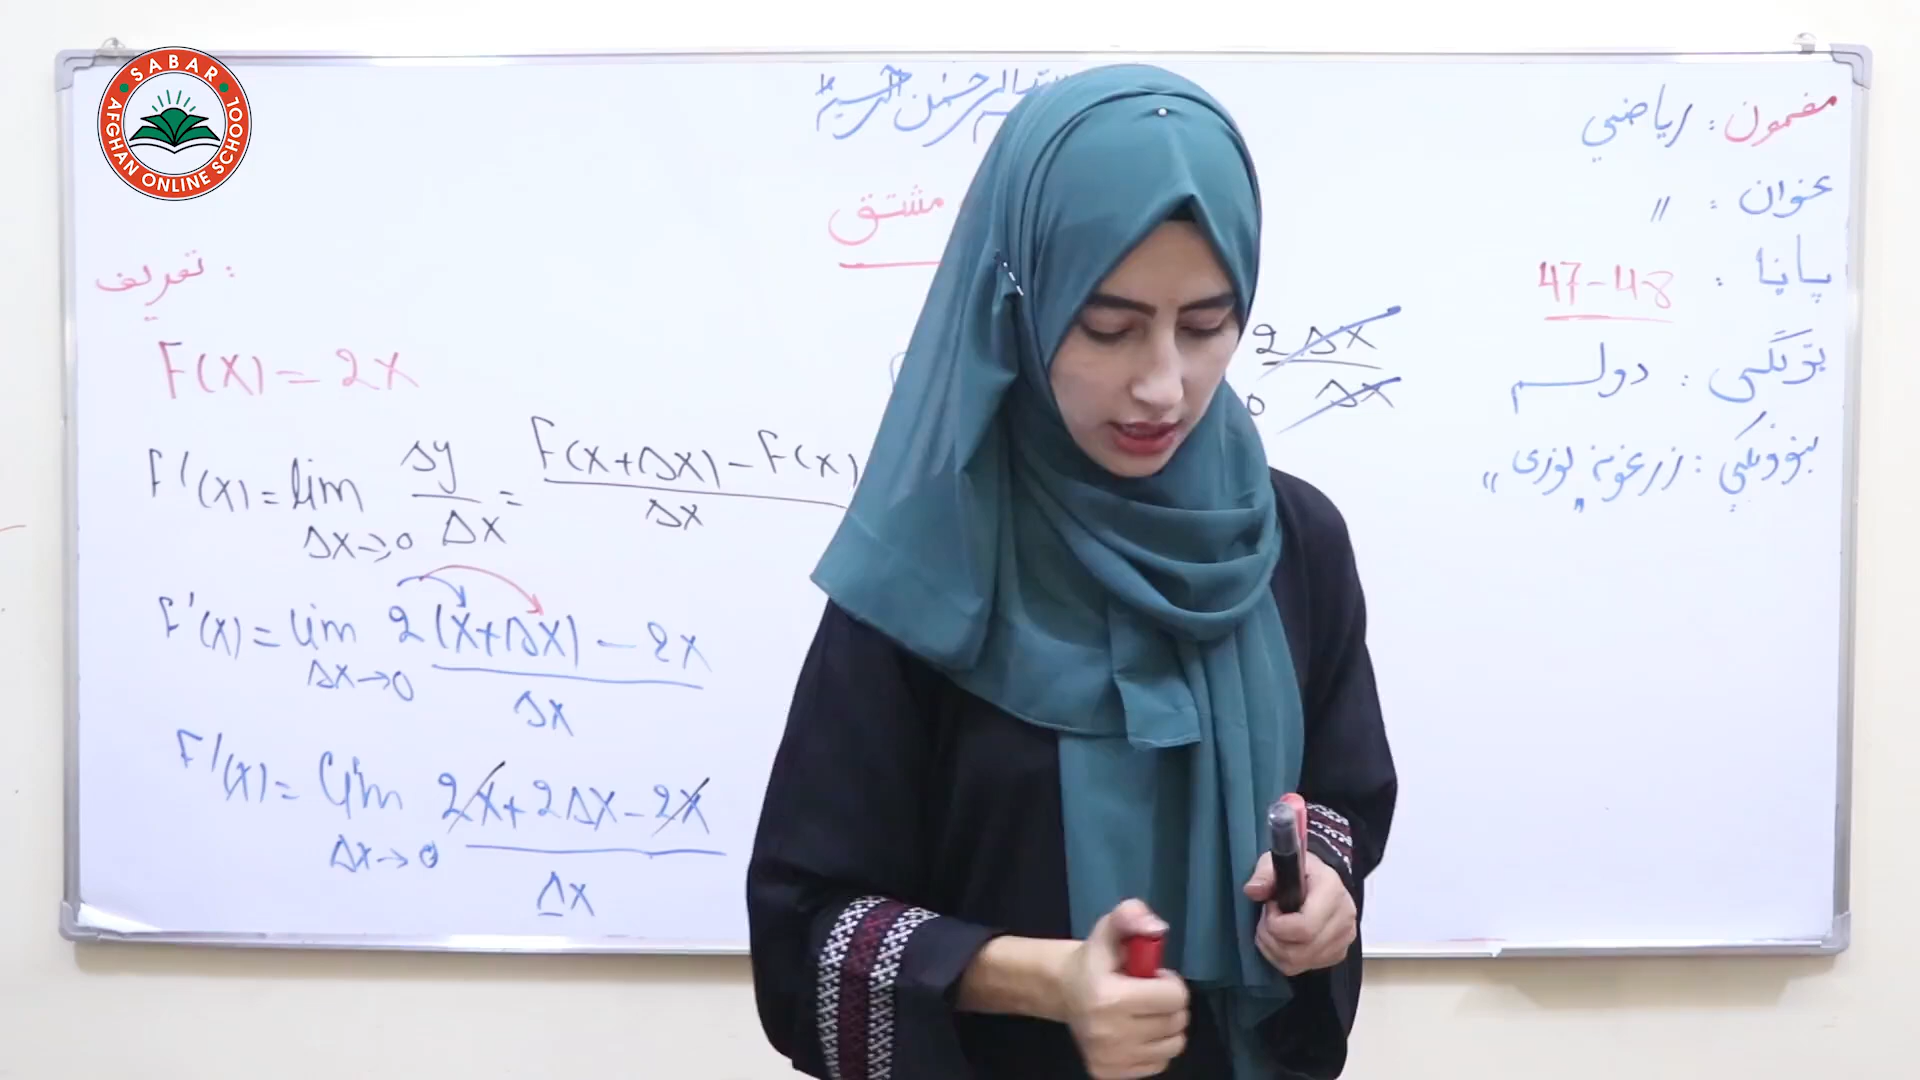 SABAR
AFGHAN ONLINE SCHOOL
مضمون : ریاضي
عنوان : 〃
پاڼا : 47-48
ټولګی : دولسم
ښوونکې : زرغونه
مشتق
تعریف :
F(X) = 2X
F'(X) = lim Δy/ΔX = F(X+ΔX) - F(X)/ΔX
ΔX→0
F'(X) = lim 2(X+ΔX) - 2X/ΔX
ΔX→0
F'(X) = lim 2X+2ΔX-2X/ΔX
ΔX→0
2ΔX
0 ΔX